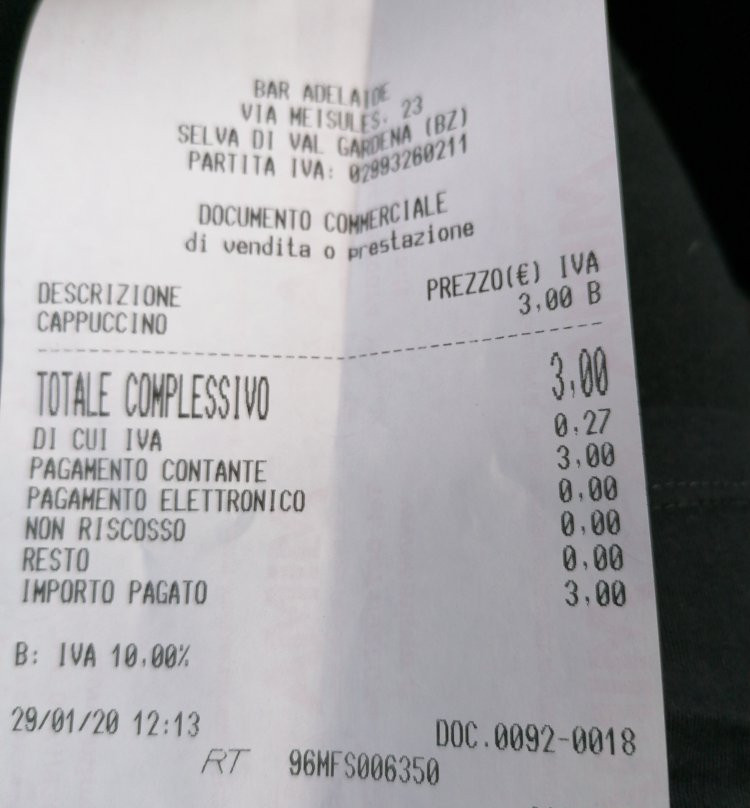 BAR ADELAIDE
VIA MEISULES, 23
SELVA DI VAL GARDENA (BZ)
PARTITA IVA: 02993260211
DOCUMENTO COMMERCIALE
di vendita o prestazione
DESCRIZIONE PREZZO(€) IVA
CAPPUCCINO 3,00 B
TOTALE COMPLESSIVO 3,00
DI CUI IVA 0,27
PAGAMENTO CONTANTE 3,00
PAGAMENTO ELETTRONICO 0,00
NON RISCOSSO 0,00
RESTO 0,00
IMPORTO PAGATO 3,00
B: IVA 10,00%
29/01/20 12:13 DOC.0092-0018
RT 96MFS006350